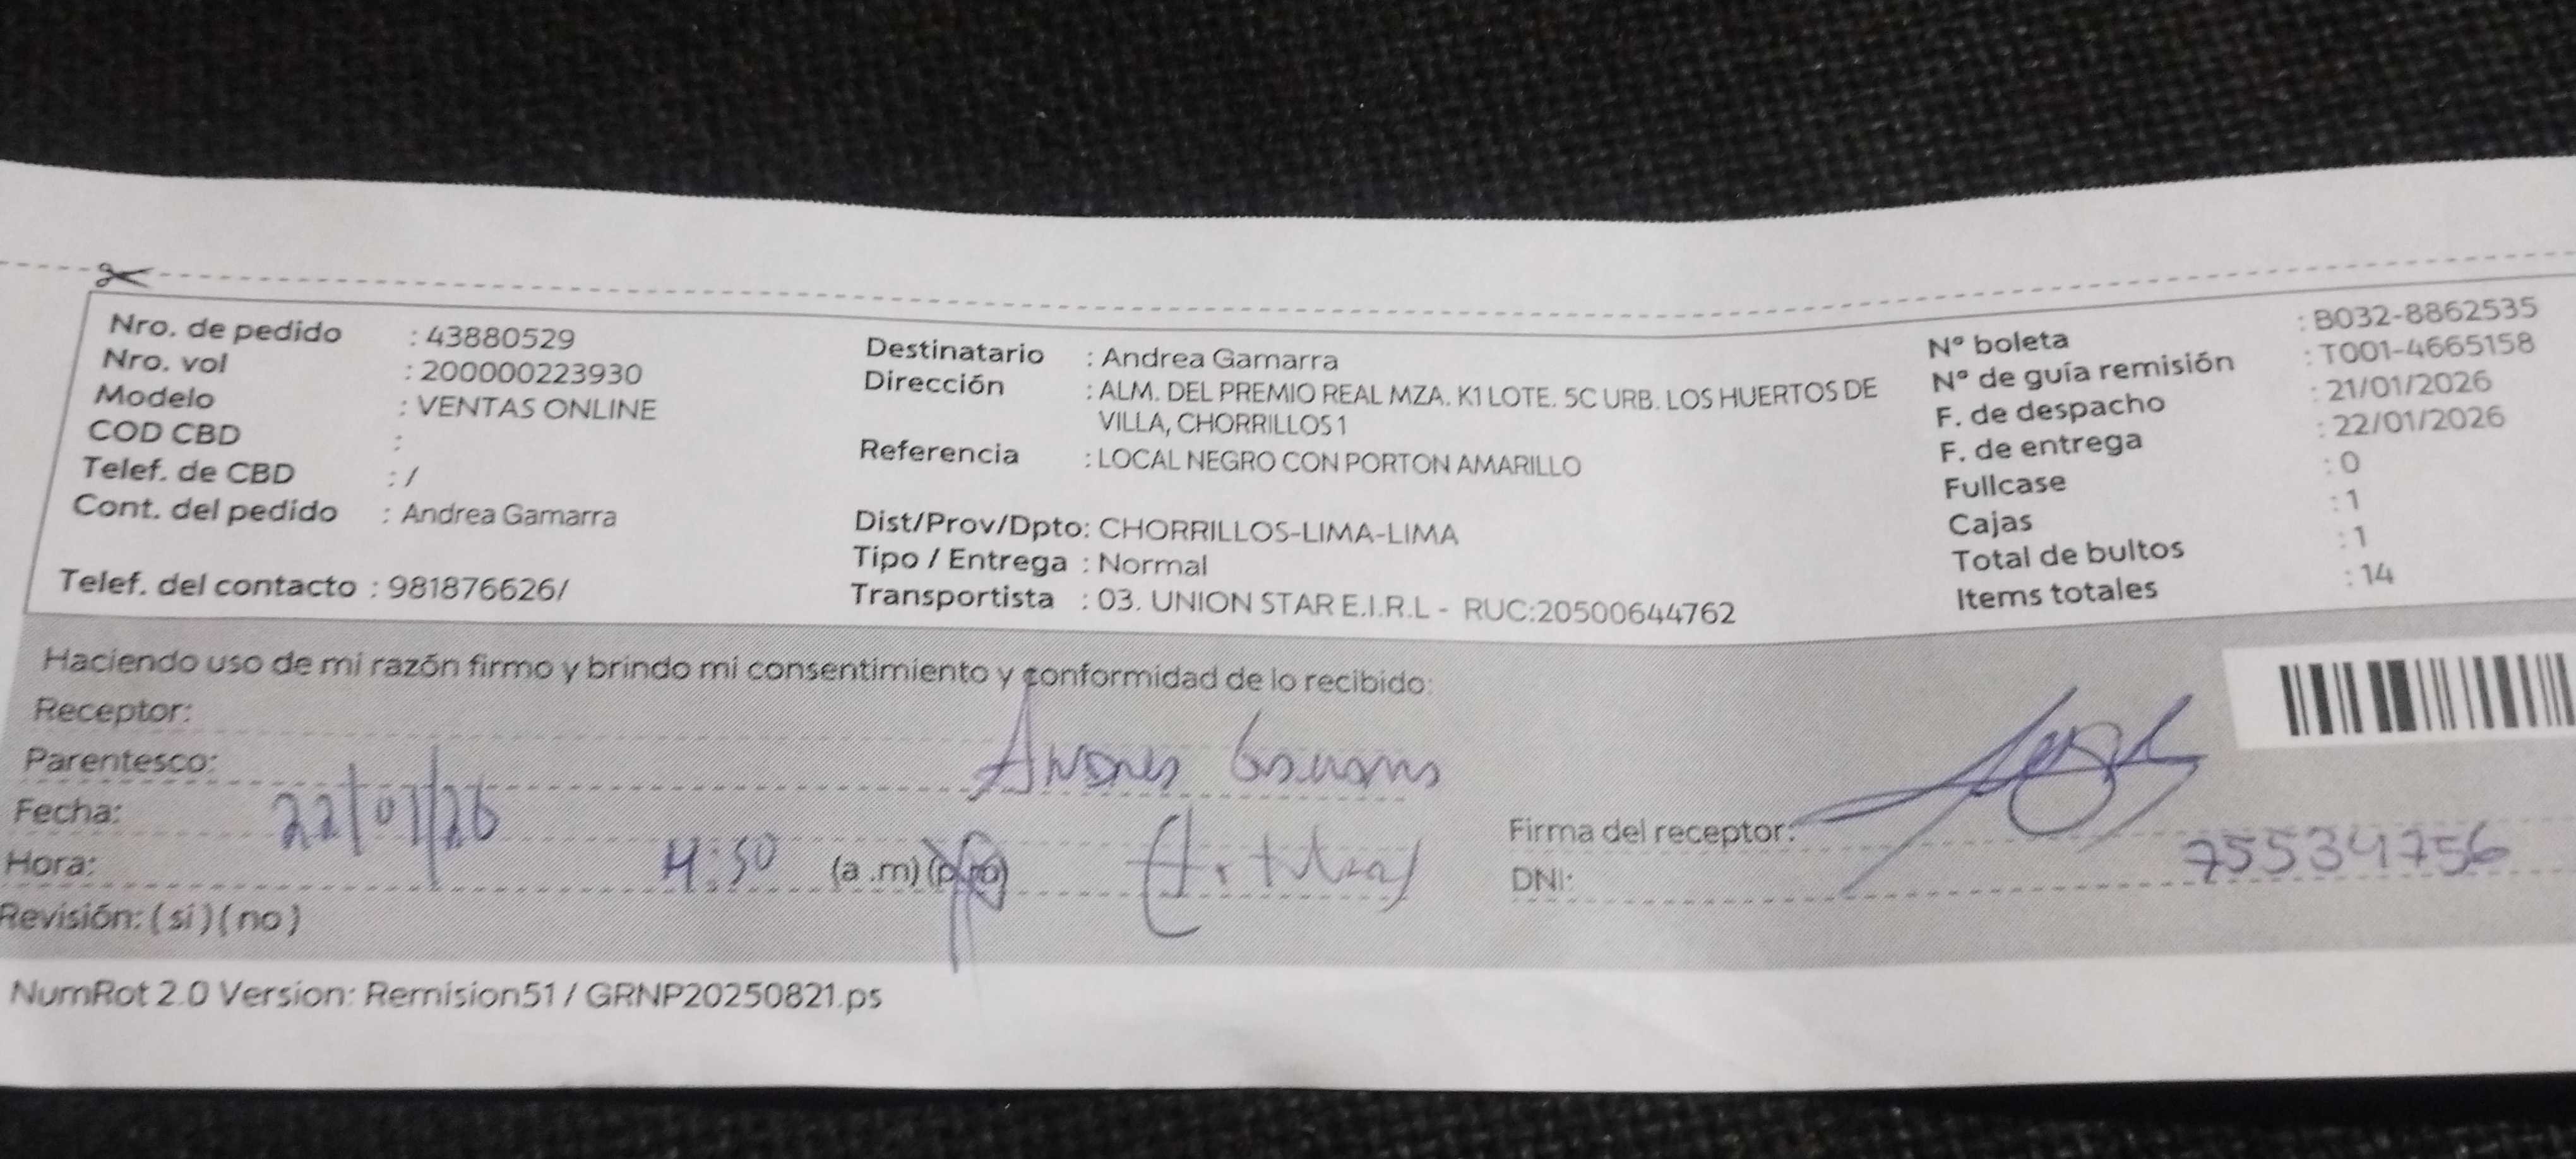 Nro. de pedido : 43880529
Nro. vol : 200000223930
Modelo : VENTAS ONLINE
COD CBD :
Telef. de CBD : /
Cont. del pedido : Andrea Gamarra
Telef. del contacto : 981876626/
Destinatario : Andrea Gamarra
Dirección : ALM. DEL PREMIO REAL MZA. K1 LOTE. 5C URB. LOS HUERTOS DE
VILLA, CHORRILLOS 1
Referencia : LOCAL NEGRO CON PORTON AMARILLO
Dist/Prov/Dpto: CHORRILLOS-LIMA-LIMA
Tipo / Entrega : Normal
Transportista : 03. UNION STAR E.I.R.L - RUC:20500644762
N° boleta : B032-8862535
N° de guía remisión : T001-4665158
F. de despacho : 21/01/2026
F. de entrega : 22/01/2026
Fullcase : 0
Cajas : 1
Total de bultos : 1
Items totales : 14
Haciendo uso de mi razón firmo y brindo mi consentimiento y conformidad de lo recibido:
Receptor:
Parentesco:
Fecha: 22/01/26
Hora: 4:50 (a .m) (p.m)
Revisión: ( si ) ( no )
Firma del receptor:
DNI: 75534756
NumRot 2.0 Version: Remision51 / GRNP20250821.ps